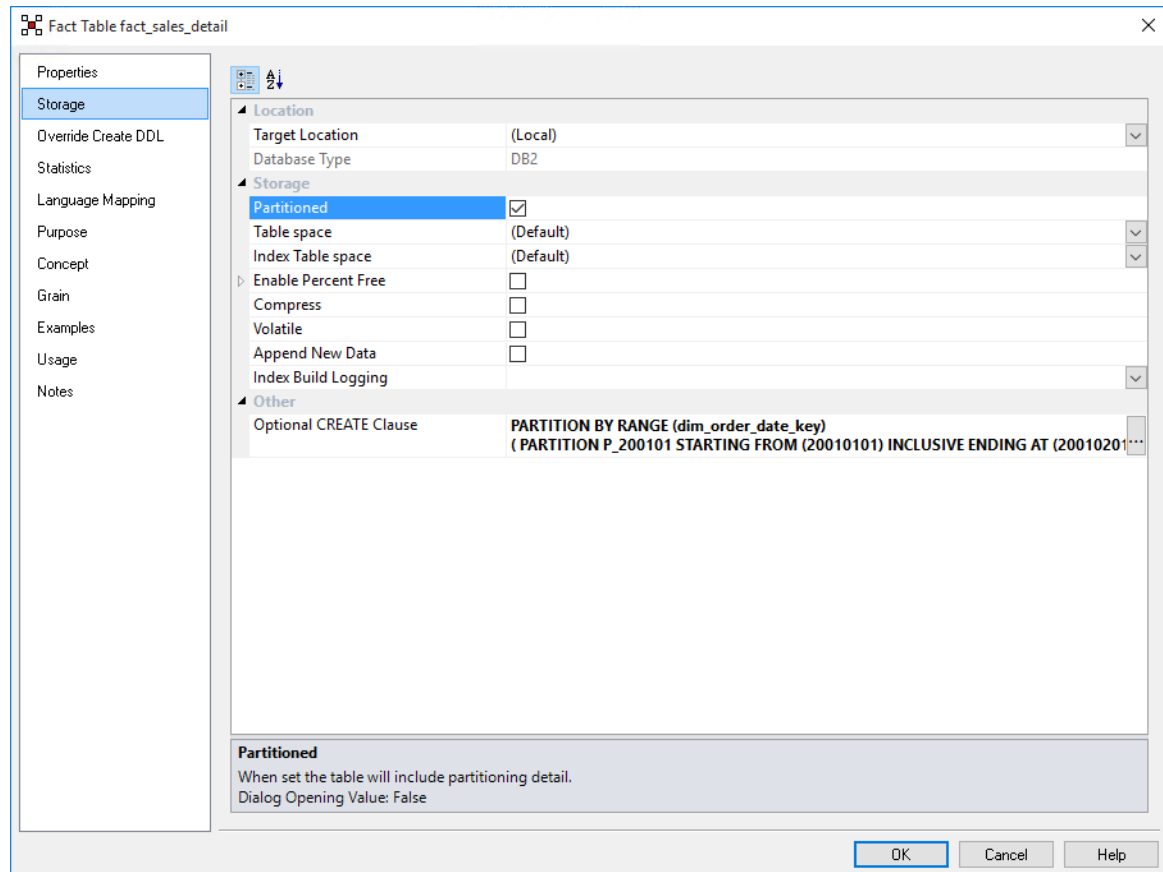 Fact Table fact_sales_detail
Properties
Storage
Override Create DDL
Statistics
Language Mapping
Purpose
Concept
Grain
Examples
Usage
Notes
Location
Target Location (Local)
Database Type DB2
Storage
Partitioned
Table space (Default)
Index Table space (Default)
Enable Percent Free
Compress
Volatile
Append New Data
Index Build Logging
Other
Optional CREATE Clause PARTITION BY RANGE (dim_order_date_key)
( PARTITION P_200101 STARTING FROM (20010101) INCLUSIVE ENDING AT (20010201 ...
Partitioned
When set the table will include partitioning detail.
Dialog Opening Value: False
OK Cancel Help